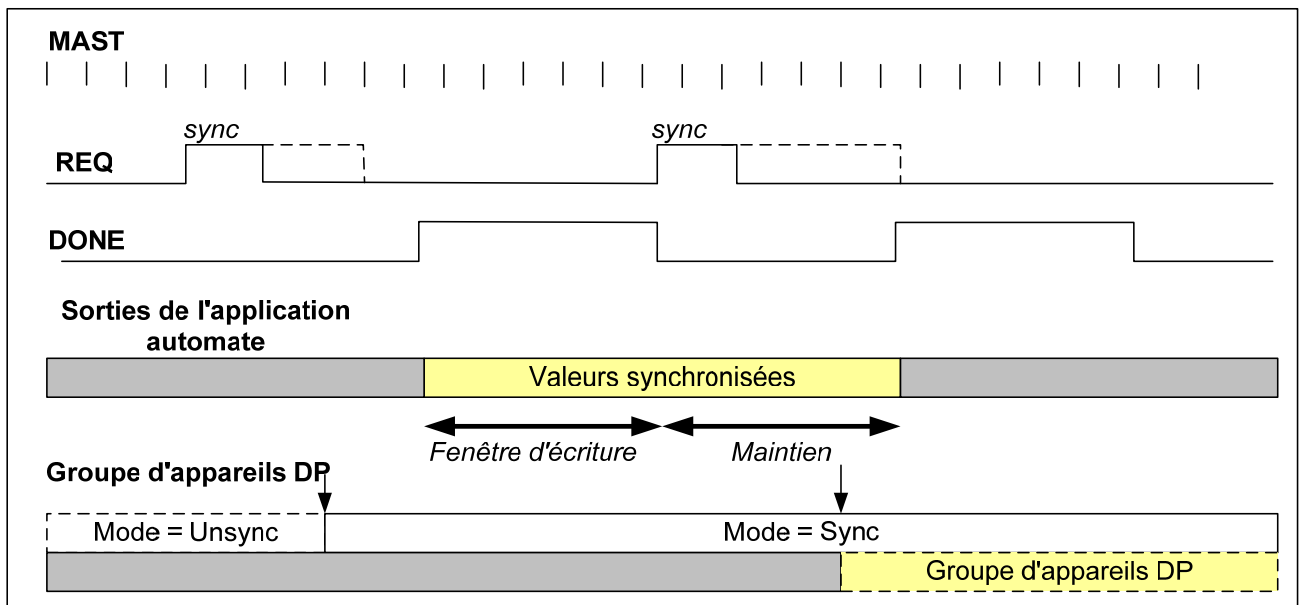 MAST
sync
sync
REQ
DONE
Sorties de l'application
automate
Valeurs synchronisées
Fenêtre d'écriture
Maintien
Groupe d'appareils DP
Mode = Unsync
Mode = Sync
Groupe d'appareils DP